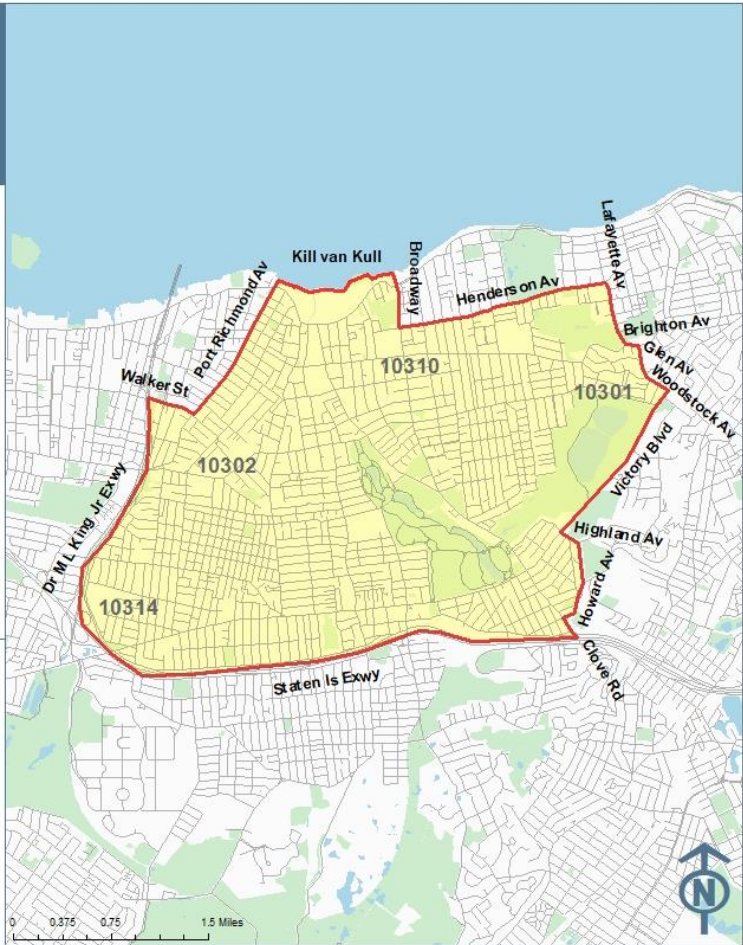 Lafayette Av
Kill van Kull
Broadway
Henderson Av
Port Richmond Av
Brighton Av
Glen Av
Walker St
10310
Woodstock Av
10301
10302
Victory Blvd
Dr M L King Jr Exwy
Highland Av
Howard Av
10314
Clove Rd
Staten Is Exwy
N
0 0.375 0.75 1.5 Miles